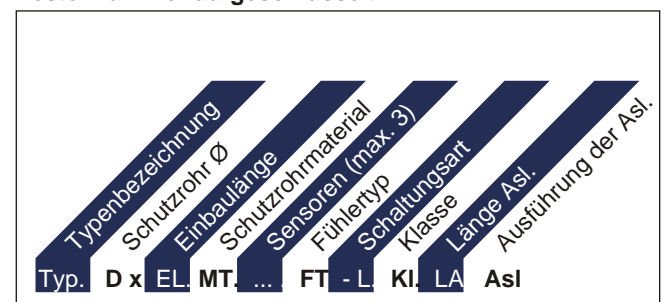 Typenbezeichnung
Schutzrohr Ø
Einbaulänge
Schutzrohrmaterial
Sensoren (max. 3)
Fühlertyp
Schaltungsart
Klasse
Länge Asl.
Ausführung der Asl.
Typ. D x EL. MT. ... . FT - L. Kl. LA Asl